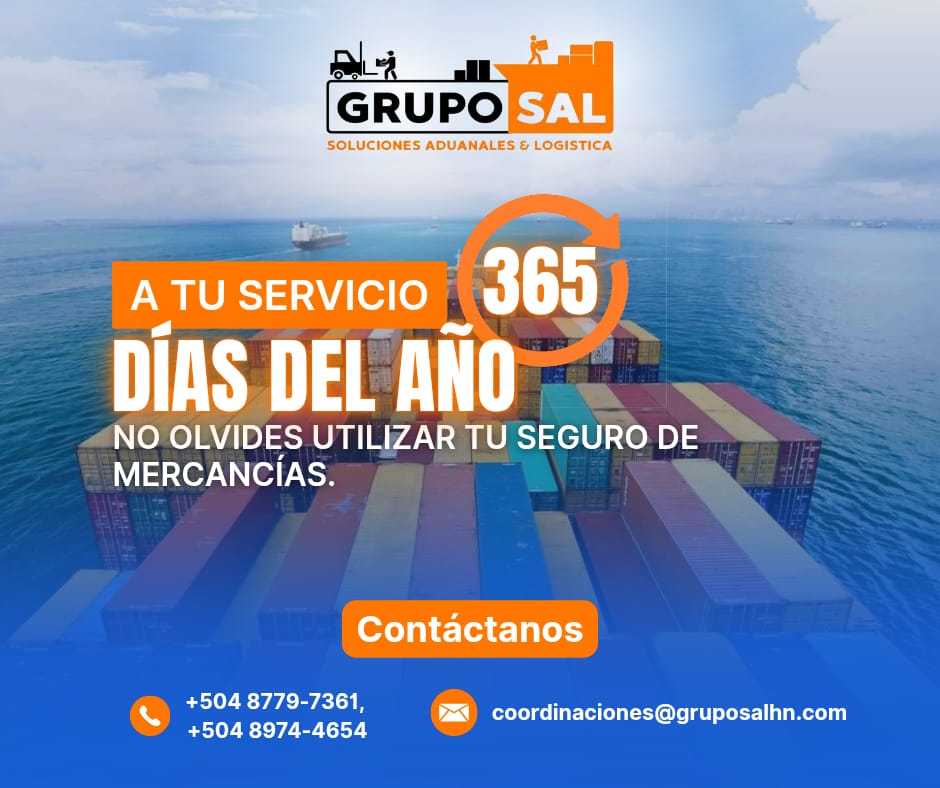 GRUPO SAL
SOLUCIONES ADUANALES & LOGISTICA
A TU SERVICIO 365
DÍAS DEL AÑO
NO OLVIDES UTILIZAR TU SEGURO DE
MERCANCÍAS.
Contáctanos
+504 8779-7361,
+504 8974-4654
coordinaciones@gruposalhn.com